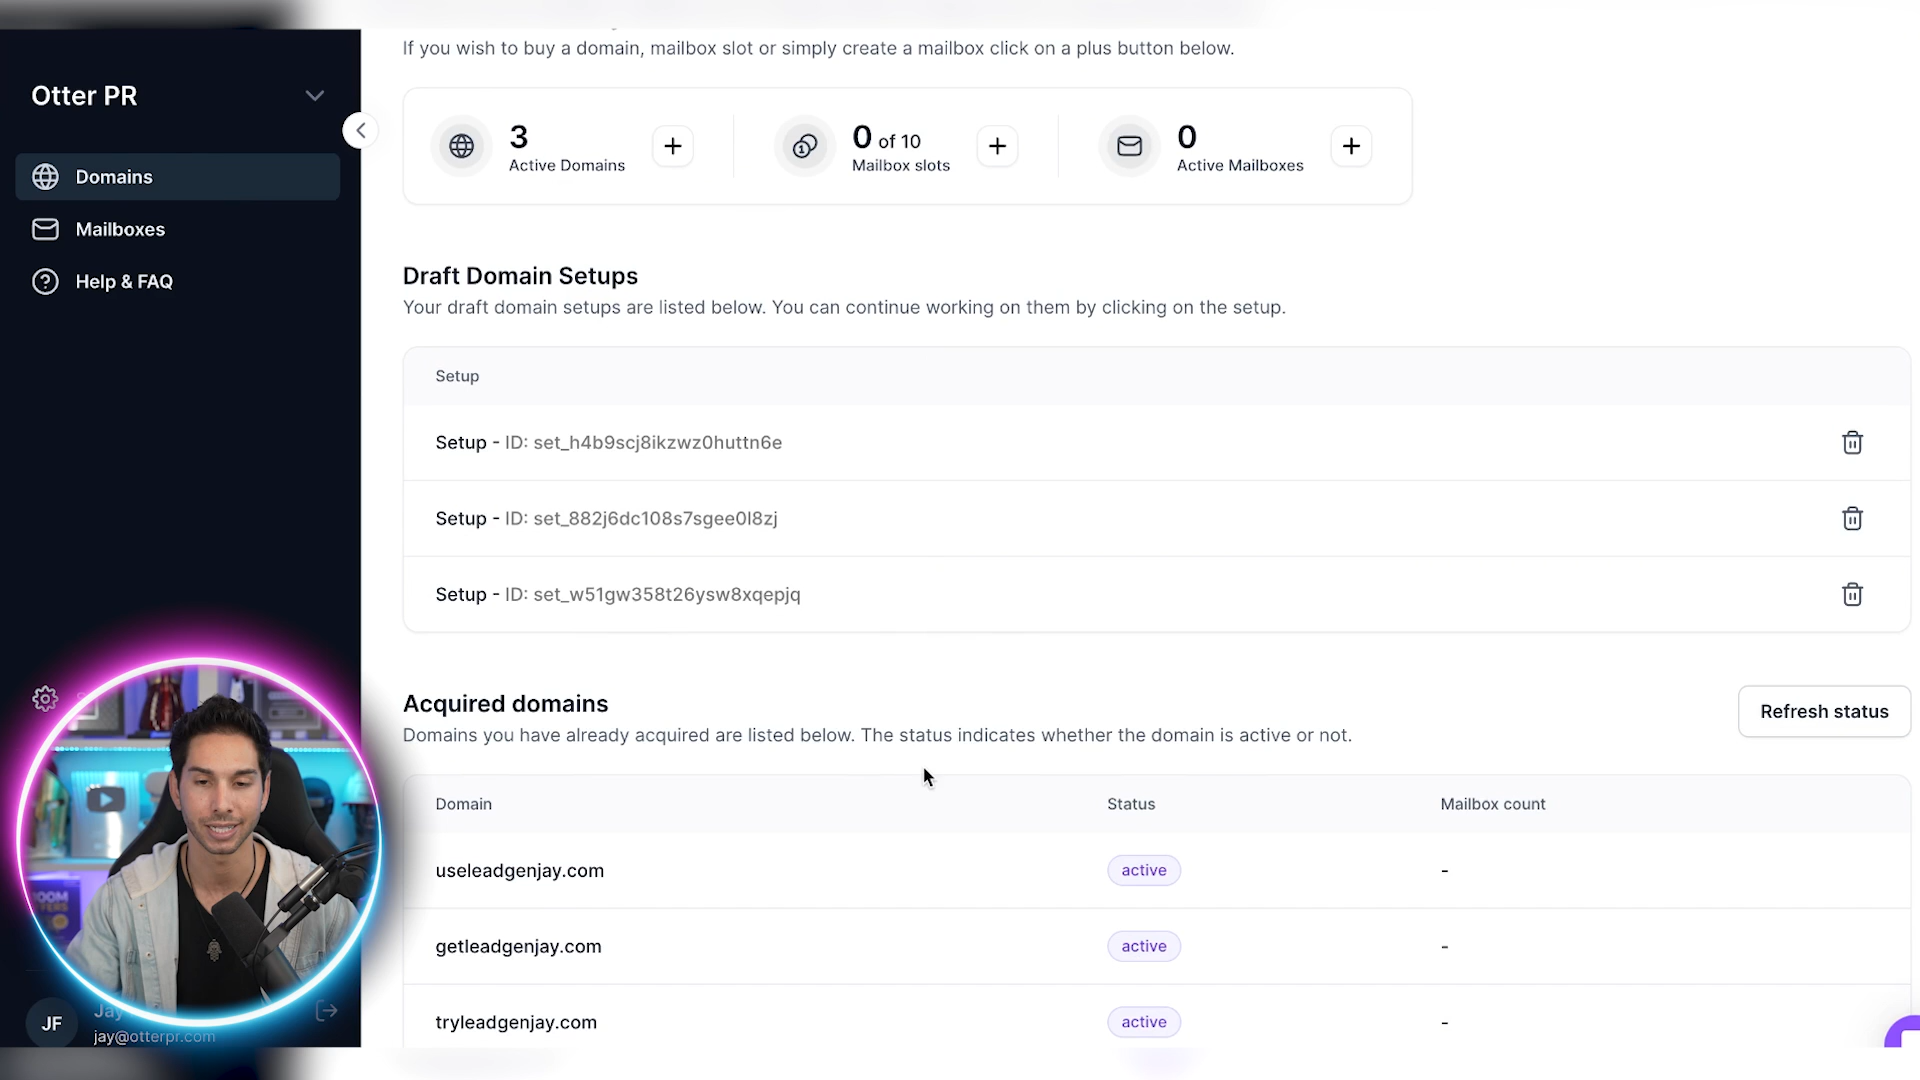 Otter PR
Domains
Mailboxes
Help & FAQ
If you wish to buy a domain, mailbox slot or simply create a mailbox click on a plus button below.
3
Active Domains
0 of 10
Mailbox slots
0
Active Mailboxes
Draft Domain Setups
Your draft domain setups are listed below. You can continue working on them by clicking on the setup.
Setup
Setup - ID: set_h4b9scj8ikzwz0huttn6e
Setup - ID: set_882j6dc108s7sgee0l8zj
Setup - ID: set_w51gw358t26ysw8xqepjq
Acquired domains
Domains you have already acquired are listed below. The status indicates whether the domain is active or not.
Refresh status
Domain Status Mailbox count
useleadgenjay.com active -
getleadgenjay.com active -
tryleadgenjay.com active -
JF
Jay
jay@otterpr.com